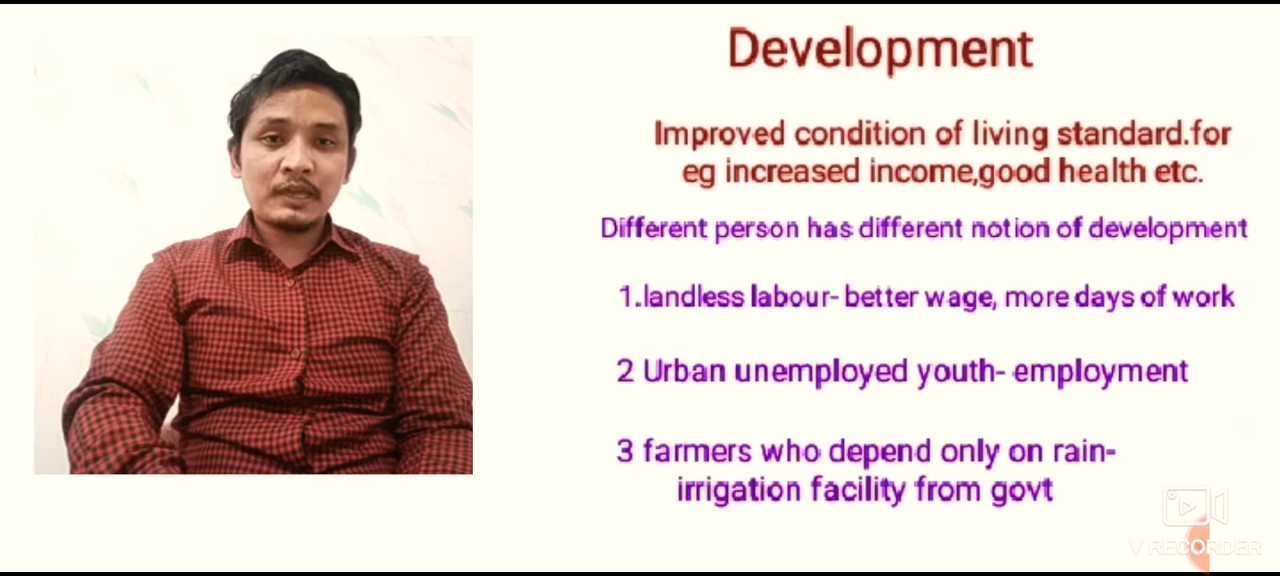 Development
Improved condition of living standard.for
eg increased income,good health etc.
Different person has different notion of development
1.landless labour- better wage, more days of work
2 Urban unemployed youth- employment
3 farmers who depend only on rain-
irrigation facility from govt
V RECORDER